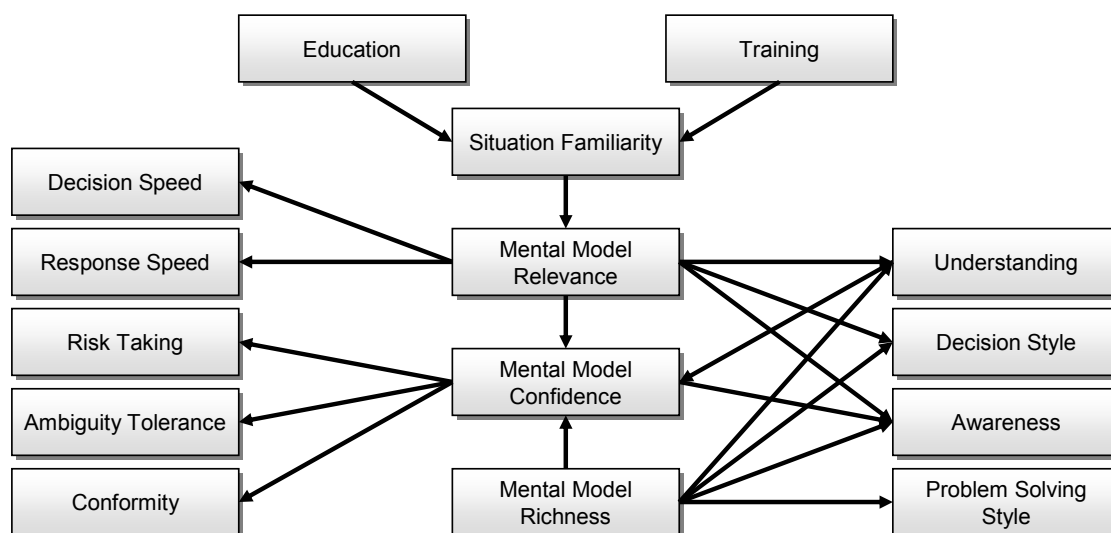 Education
Training
Situation Familiarity
Decision Speed
Mental Model
Relevance
Response Speed
Understanding
Risk Taking
Mental Model
Confidence
Decision Style
Ambiguity Tolerance
Awareness
Conformity
Mental Model
Richness
Problem Solving
Style